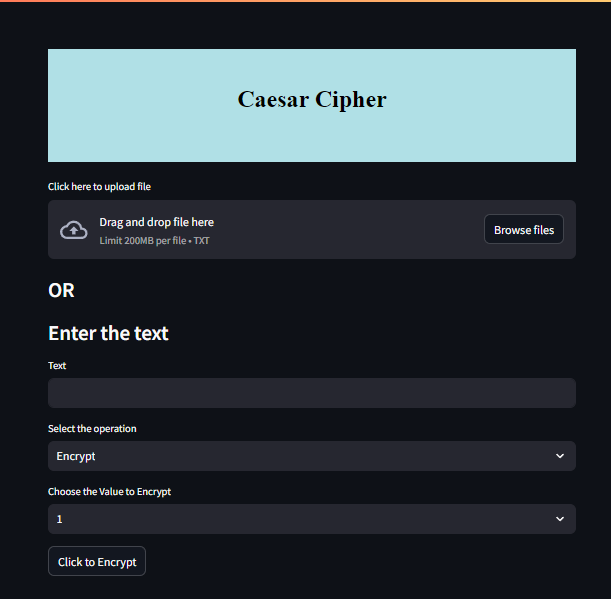 Caesar Cipher
Click here to upload file
Drag and drop file here
Limit 200MB per file • TXT
Browse files
OR
Enter the text
Text
Select the operation
Encrypt
Choose the Value to Encrypt
1
Click to Encrypt